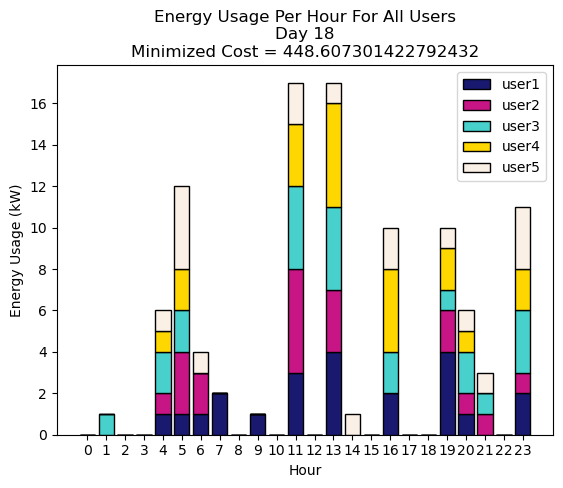 Energy Usage Per Hour For All Users
Day 18
Minimized Cost = 448.607301422792432
user1
user2
user3
user4
user5
Energy Usage (kW)
16
14
12
10
8
6
4
2
0
0 1 2 3 4 5 6 7 8 9 10 11 12 13 14 15 16 17 18 19 20 21 22 23
Hour